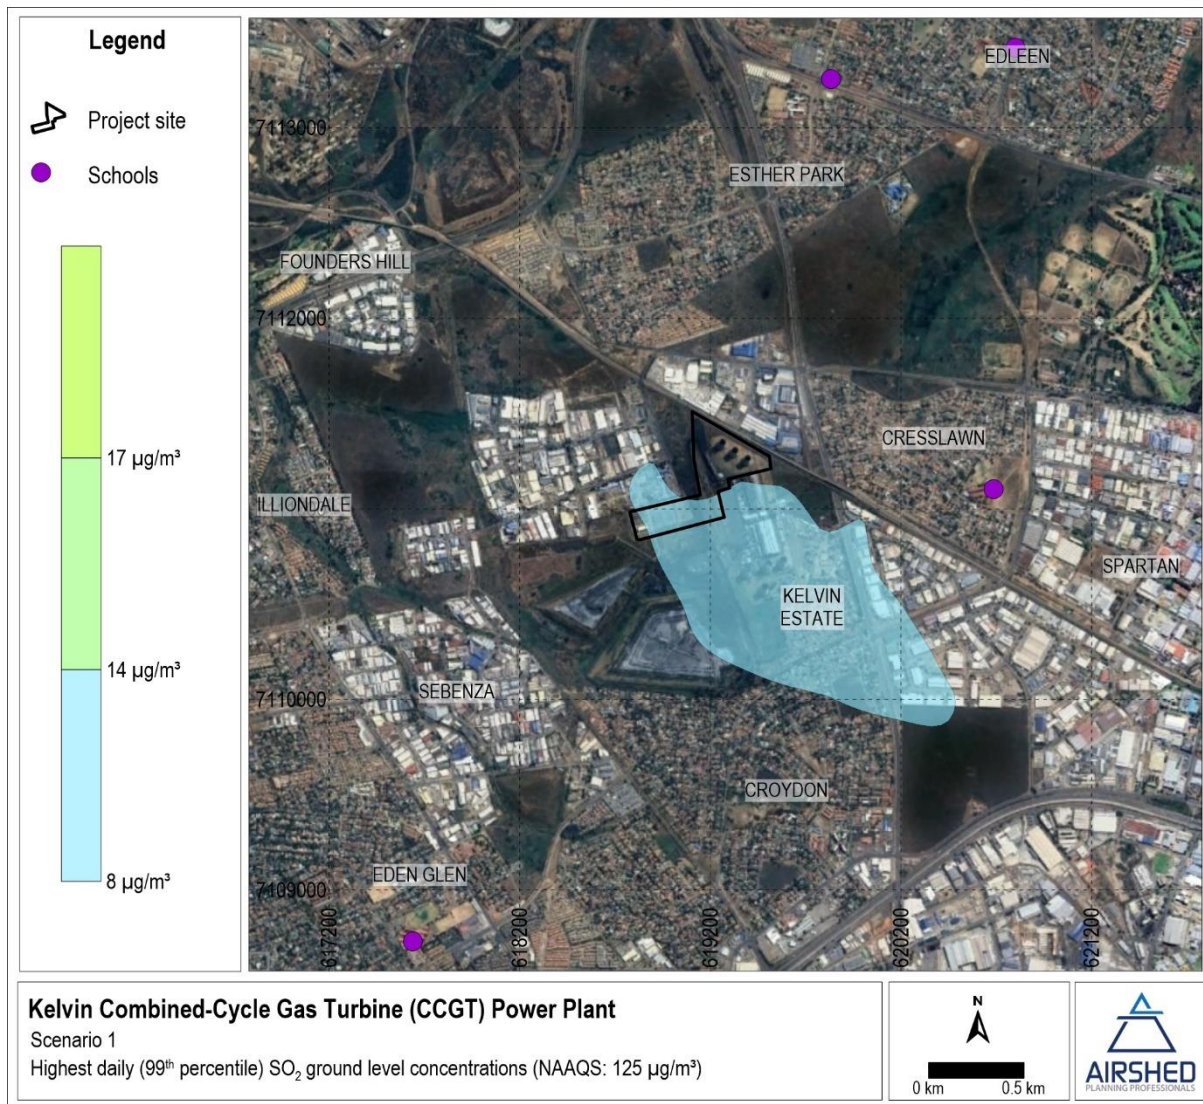 Legend
Project site
Schools
17 µg/m³
14 µg/m³
8 µg/m³
EDLEEN
7113000
ESTHER PARK
FOUNDERS HILL
7112000
CRESSLAWN
ILLIONDALE
SPARTAN
KELVIN
ESTATE
SEBENZA
7110000
CROYDON
EDEN GLEN
7109000
617200
618200
619200
620200
621200
Kelvin Combined-Cycle Gas Turbine (CCGT) Power Plant
Scenario 1
Highest daily (99th percentile) SO₂ ground level concentrations (NAAQS: 125 µg/m³)
N
0 km 0.5 km
AIRSHED
PLANNING PROFESSIONALS